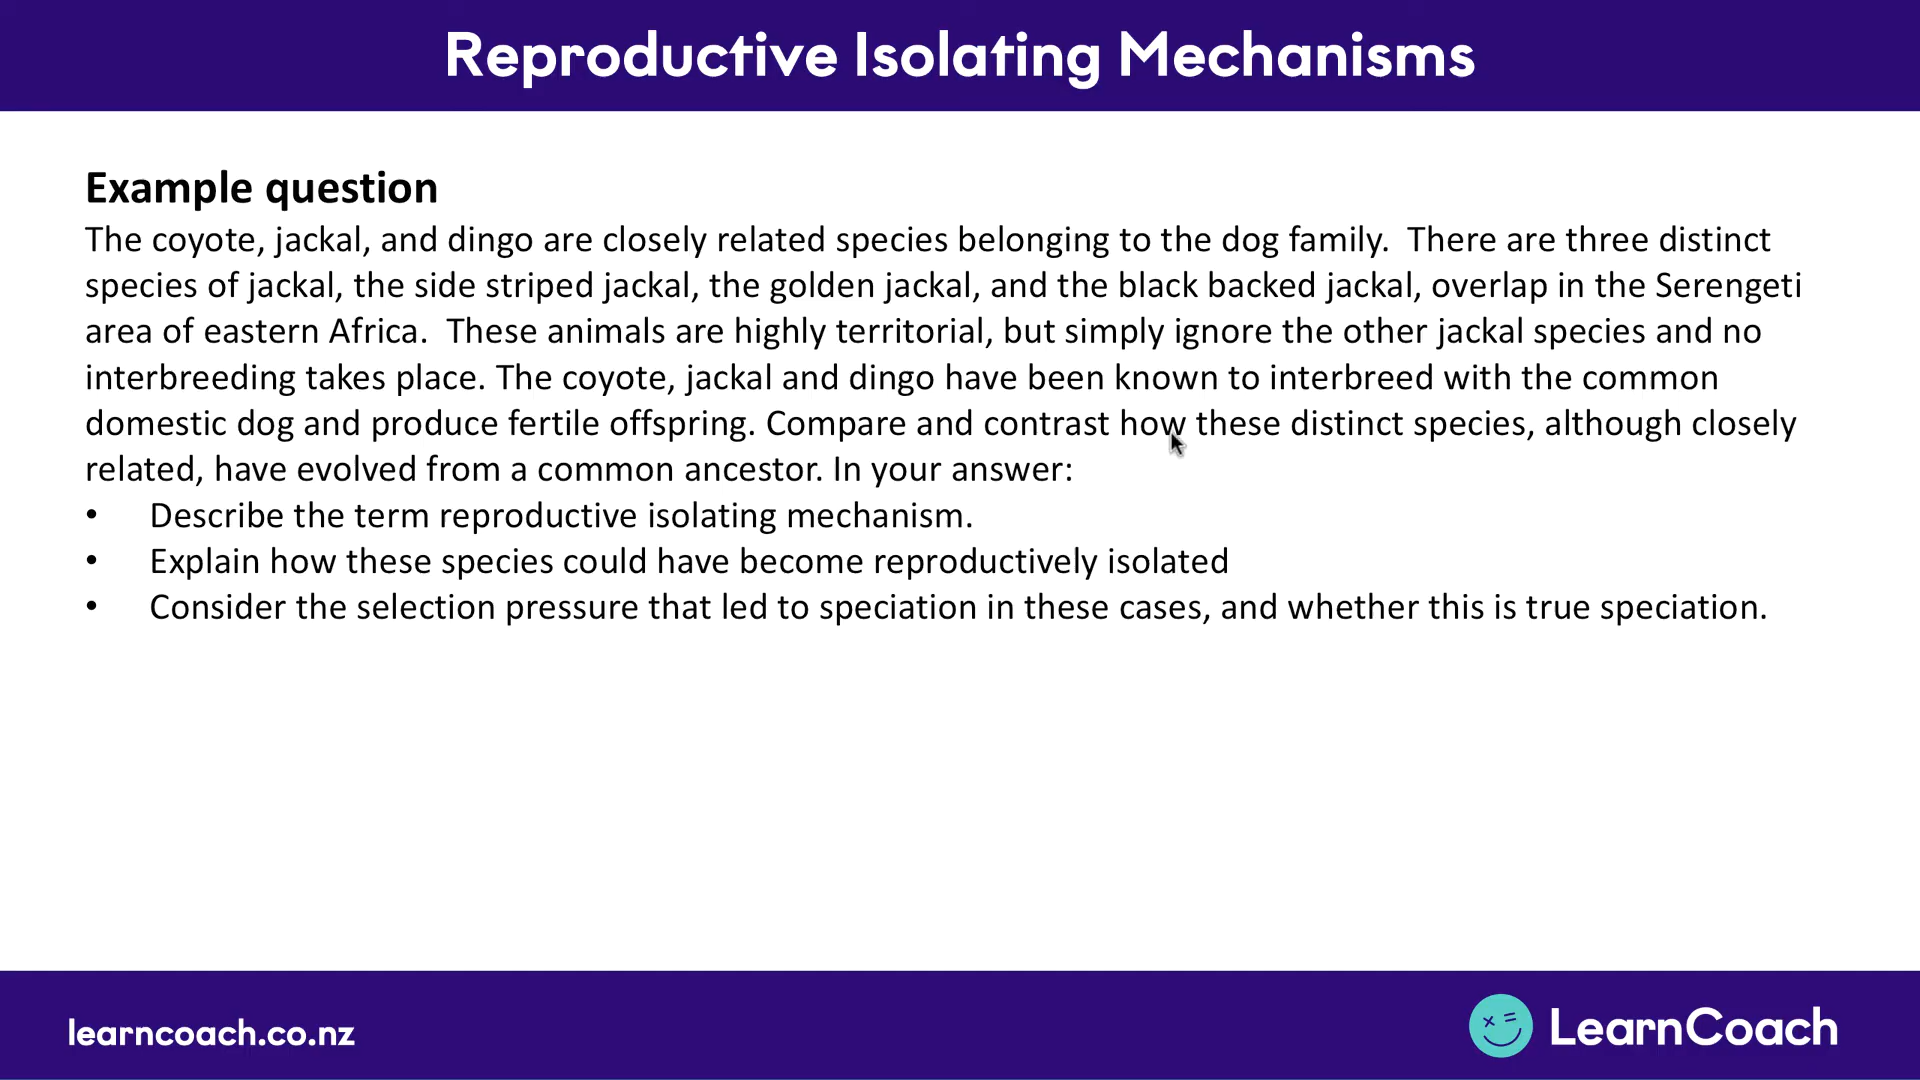 Reproductive Isolating Mechanisms
Example question
The coyote, jackal, and dingo are closely related species belonging to the dog family.  There are three distinct
species of jackal, the side striped jackal, the golden jackal, and the black backed jackal, overlap in the Serengeti
area of eastern Africa.  These animals are highly territorial, but simply ignore the other jackal species and no
interbreeding takes place. The coyote, jackal and dingo have been known to interbreed with the common
domestic dog and produce fertile offspring. Compare and contrast how these distinct species, although closely
related, have evolved from a common ancestor. In your answer:
• Describe the term reproductive isolating mechanism.
• Explain how these species could have become reproductively isolated
• Consider the selection pressure that led to speciation in these cases, and whether this is true speciation.
learncoach.co.nz
LearnCoach